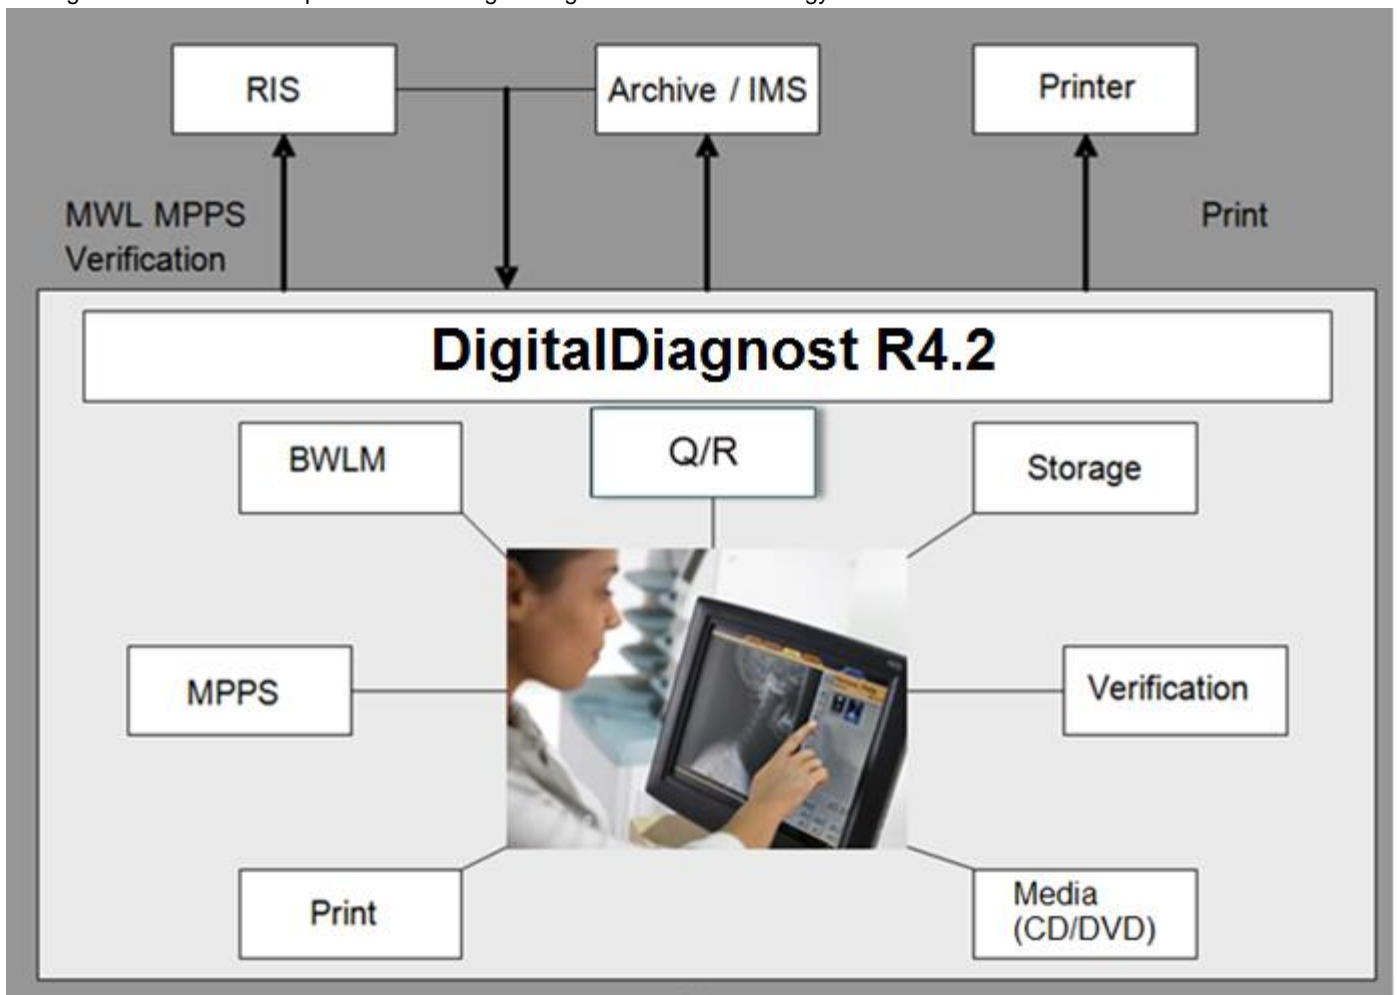 RIS
Archive / IMS
Printer
MWL MPPS
Verification
Print
DigitalDiagnost R4.2
BWLM
Q/R
Storage
MPPS
Verification
Print
Media
(CD/DVD)